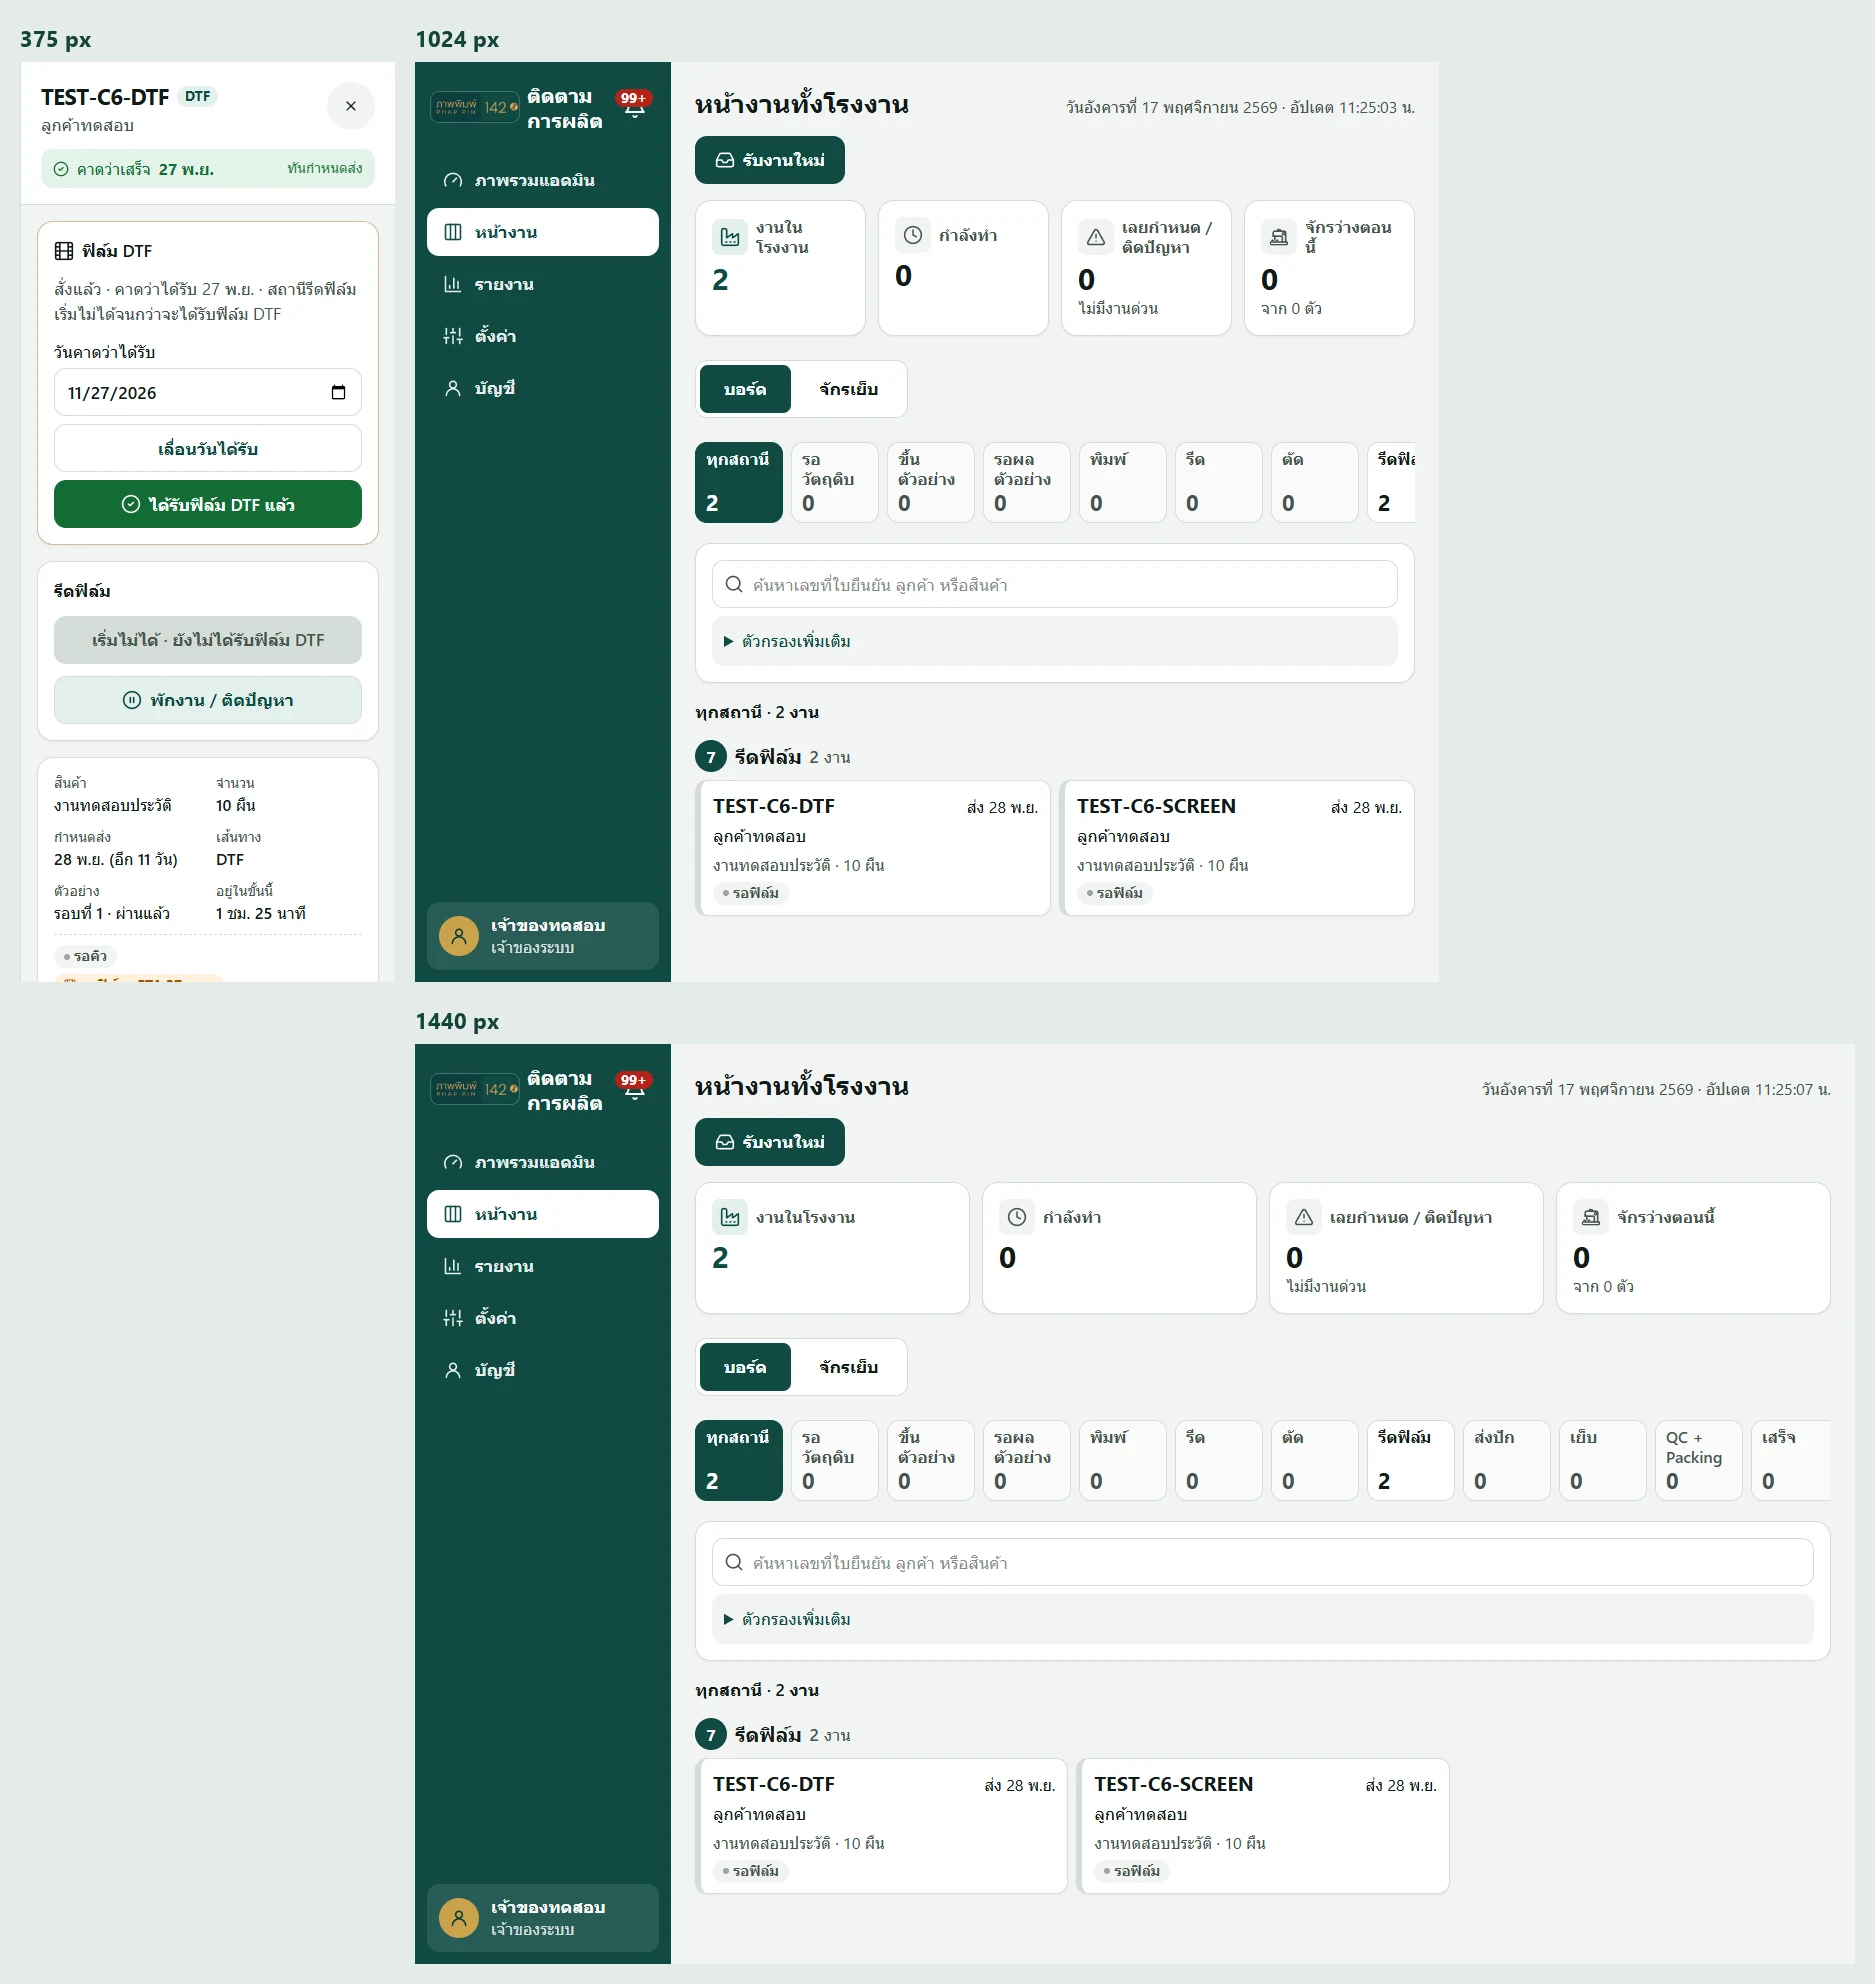 375 px
TEST-C6-DTF DTF
ลูกค้าทดสอบ
คาดว่าเสร็จ 27 พ.ย. ทันกำหนดส่ง
ฟิล์ม DTF
สั่งแล้ว · คาดว่าได้รับ 27 พ.ย. · สถานีรีดฟิล์ม
เริ่มไม่ได้จนกว่าจะได้รับฟิล์ม DTF
วันคาดว่าได้รับ
11/27/2026
เลื่อนวันได้รับ
ได้รับฟิล์ม DTF แล้ว
รีดฟิล์ม
เริ่มไม่ได้ · ยังไม่ได้รับฟิล์ม DTF
พักงาน / ติดปัญหา
สินค้า จำนวน
งานทดสอบประวัติ 10 ผืน
กำหนดส่ง เส้นทาง
28 พ.ย. (อีก 11 วัน) DTF
ตัวอย่าง อยู่ในขั้นนี้
รอบที่ 1 · ผ่านแล้ว 1 ชม. 25 นาที
รอคิว
1024 px
ภาพพิมพ์ 142
PHAP PIM
ติดตาม
การผลิต
99+
ภาพรวมแอดมิน
หน้างาน
รายงาน
ตั้งค่า
บัญชี
เจ้าของทดสอบ
เจ้าของระบบ
หน้างานทั้งโรงงาน
วันอังคารที่ 17 พฤศจิกายน 2569 · อัปเดต 11:25:03 น.
รับงานใหม่
งานใน
โรงงาน
2
กำลังทำ
0
เลยกำหนด /
ติดปัญหา
0
ไม่มีงานด่วน
จักรว่างตอน
นี้
0
จาก 0 ตัว
บอร์ด จักรเย็บ
ทุกสถานี
2
รอ
วัตถุดิบ
0
ขึ้น
ตัวอย่าง
0
รอผล
ตัวอย่าง
0
พิมพ์
0
รีด
0
ตัด
0
รีดฟิล
2
ค้นหาเลขที่ใบยืนยัน ลูกค้า หรือสินค้า
ตัวกรองเพิ่มเติม
ทุกสถานี · 2 งาน
7 รีดฟิล์ม 2 งาน
TEST-C6-DTF ส่ง 28 พ.ย.
ลูกค้าทดสอบ
งานทดสอบประวัติ · 10 ผืน
รอฟิล์ม
TEST-C6-SCREEN ส่ง 28 พ.ย.
ลูกค้าทดสอบ
งานทดสอบประวัติ · 10 ผืน
รอฟิล์ม
1440 px
ภาพพิมพ์ 142
PHAP PIM
ติดตาม
การผลิต
99+
ภาพรวมแอดมิน
หน้างาน
รายงาน
ตั้งค่า
บัญชี
เจ้าของทดสอบ
เจ้าของระบบ
หน้างานทั้งโรงงาน
วันอังคารที่ 17 พฤศจิกายน 2569 · อัปเดต 11:25:07 น.
รับงานใหม่
งานในโรงงาน
2
กำลังทำ
0
เลยกำหนด / ติดปัญหา
0
ไม่มีงานด่วน
จักรว่างตอนนี้
0
จาก 0 ตัว
บอร์ด จักรเย็บ
ทุกสถานี
2
รอ
วัตถุดิบ
0
ขึ้น
ตัวอย่าง
0
รอผล
ตัวอย่าง
0
พิมพ์
0
รีด
0
ตัด
0
รีดฟิล์ม
2
ส่งปัก
0
เย็บ
0
QC +
Packing
0
เสร็จ
0
ค้นหาเลขที่ใบยืนยัน ลูกค้า หรือสินค้า
ตัวกรองเพิ่มเติม
ทุกสถานี · 2 งาน
7 รีดฟิล์ม 2 งาน
TEST-C6-DTF ส่ง 28 พ.ย.
ลูกค้าทดสอบ
งานทดสอบประวัติ · 10 ผืน
รอฟิล์ม
TEST-C6-SCREEN ส่ง 28 พ.ย.
ลูกค้าทดสอบ
งานทดสอบประวัติ · 10 ผืน
รอฟิล์ม